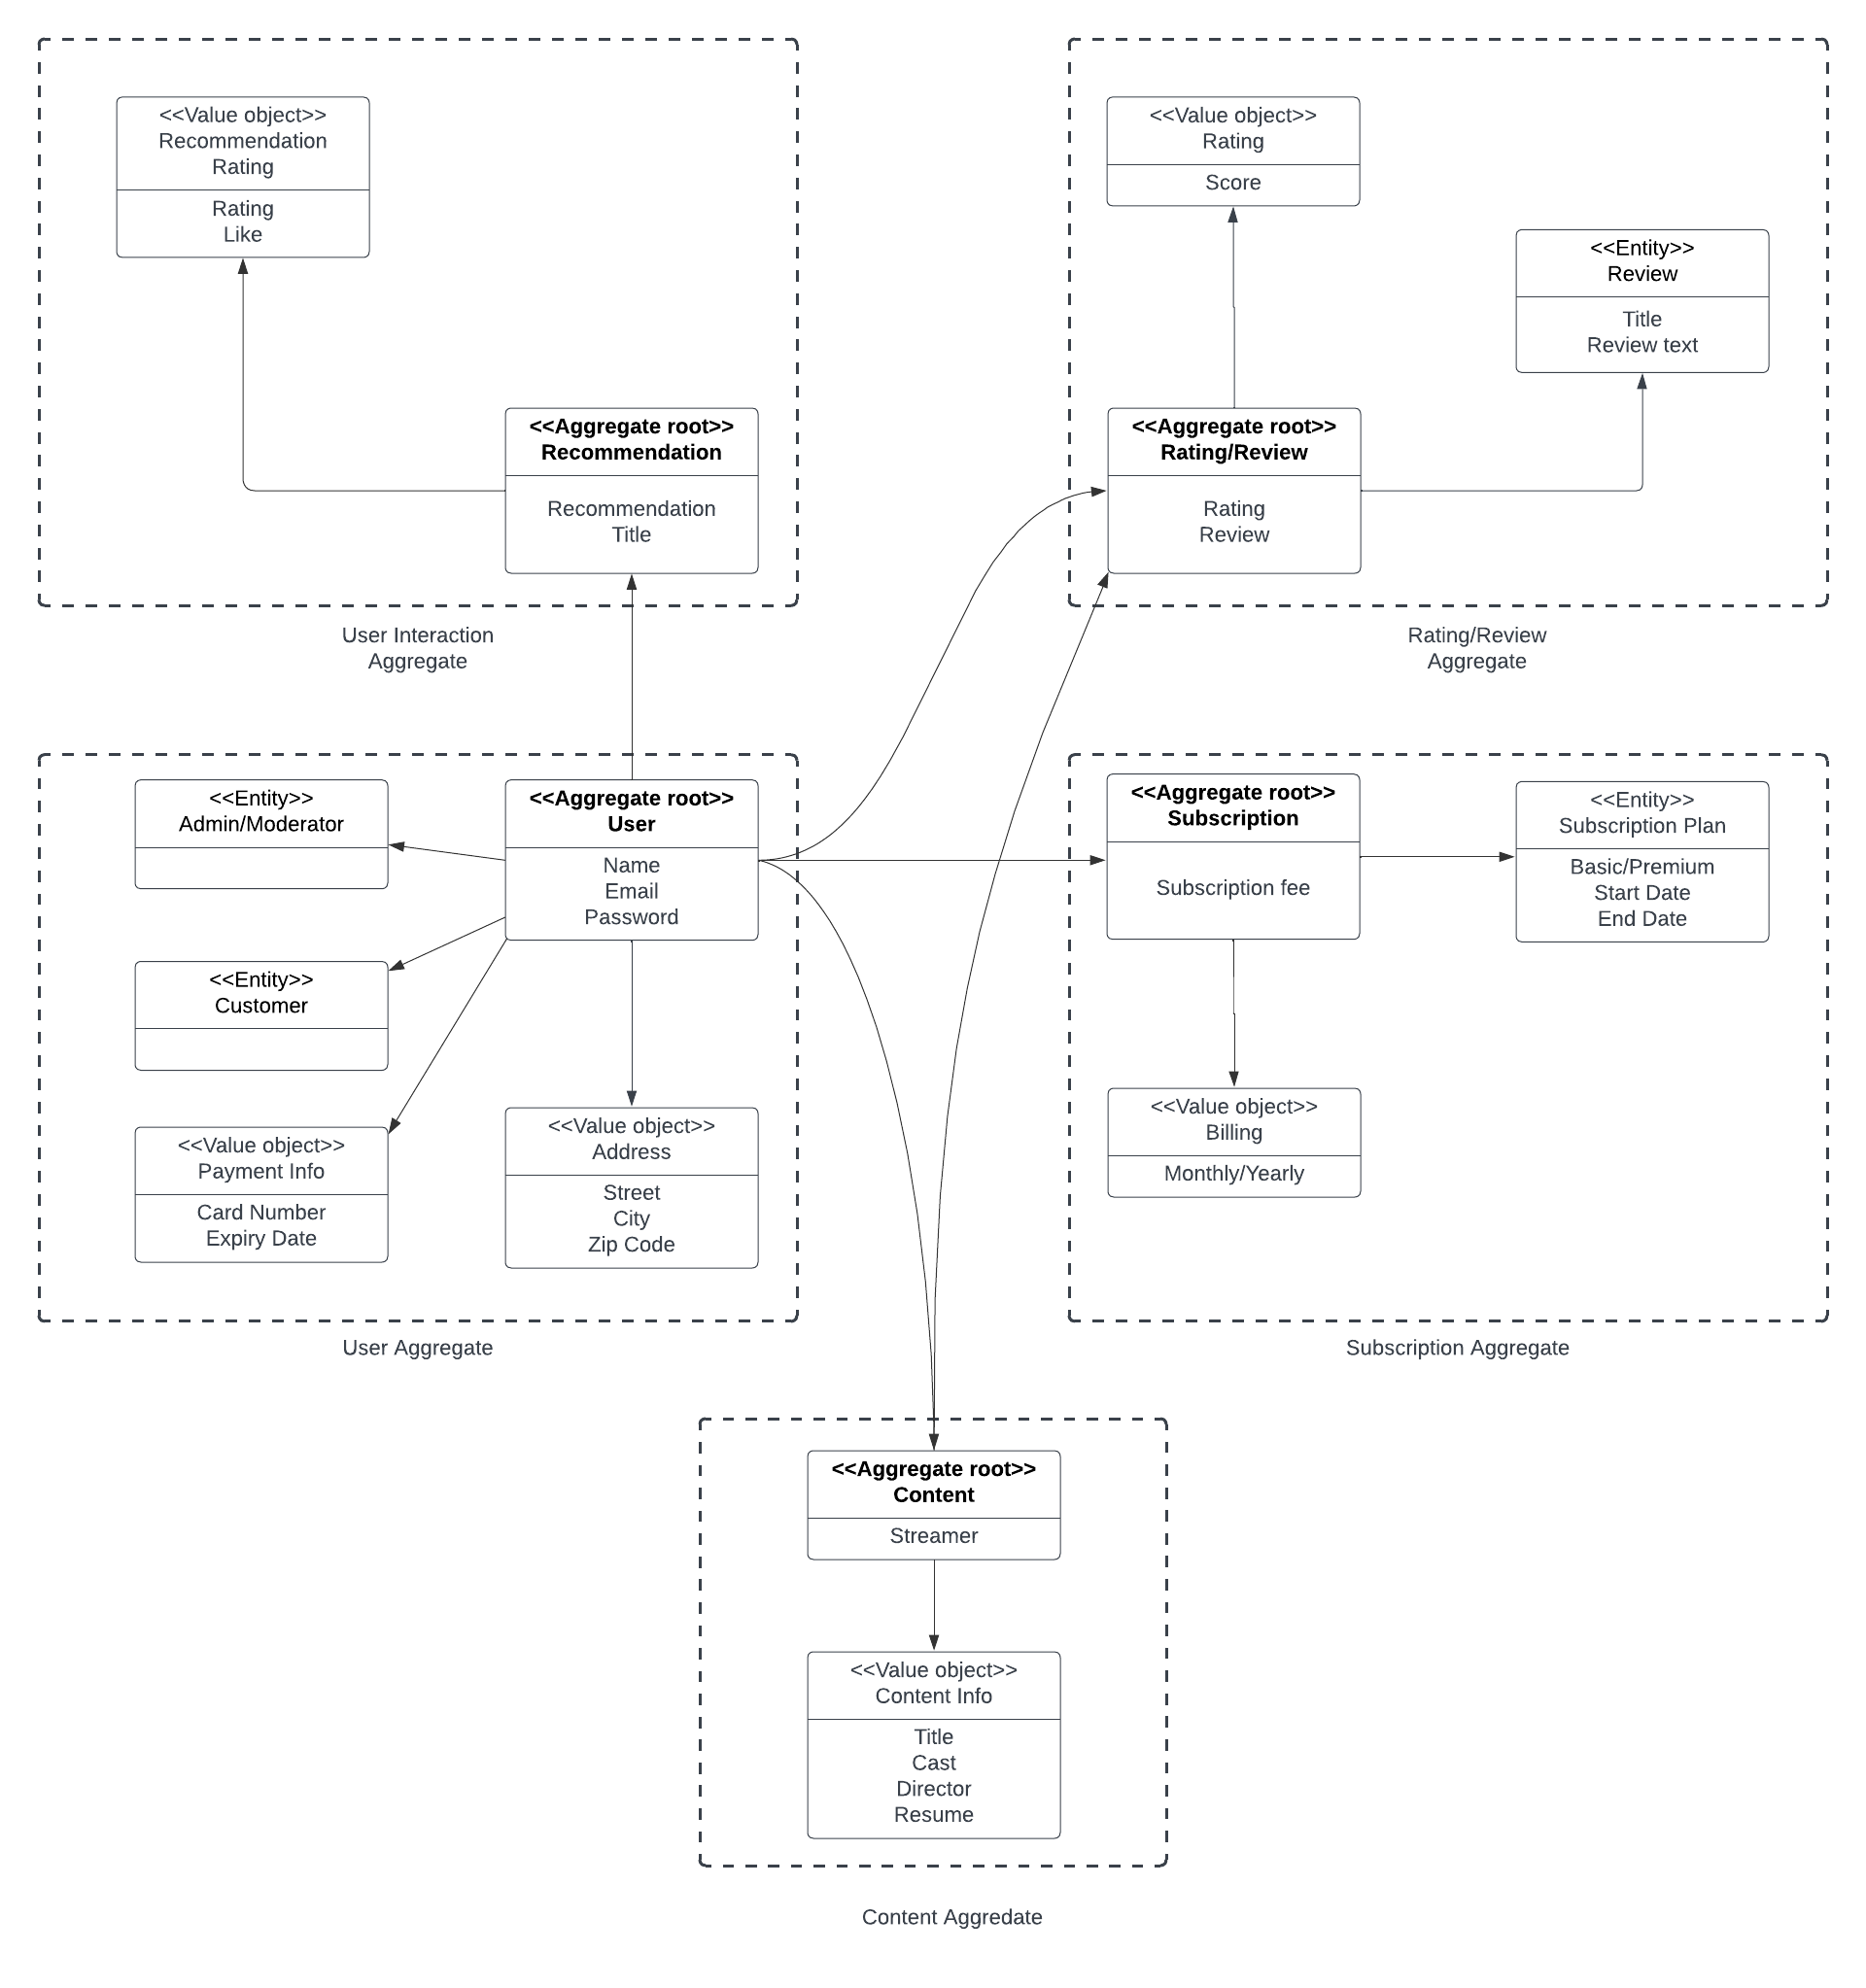 <<Value object>>
Recommendation
Rating
Rating
Like
<<Aggregate root>>
Recommendation
Recommendation
Title
User Interaction
Aggregate
<<Value object>>
Rating
Score
<<Entity>>
Review
Title
Review text
<<Aggregate root>>
Rating/Review
Rating
Review
Rating/Review
Aggregate
<<Entity>>
Admin/Moderator
<<Aggregate root>>
User
Name
Email
Password
<<Entity>>
Customer
<<Value object>>
Payment Info
Card Number
Expiry Date
<<Value object>>
Address
Street
City
Zip Code
User Aggregate
<<Aggregate root>>
Subscription
Subscription fee
<<Entity>>
Subscription Plan
Basic/Premium
Start Date
End Date
<<Value object>>
Billing
Monthly/Yearly
Subscription Aggregate
<<Aggregate root>>
Content
Streamer
<<Value object>>
Content Info
Title
Cast
Director
Resume
Content Aggredate